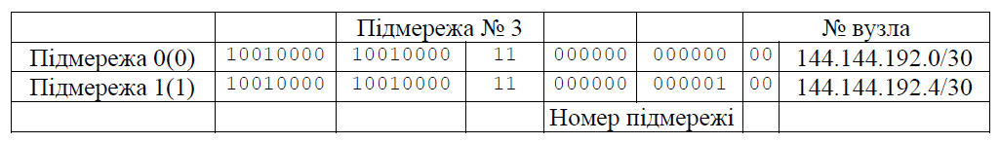 Підмережа № 3 № вузла
Підмережа 0(0) 10010000 10010000 11 000000 000000 00 144.144.192.0/30
Підмережа 1(1) 10010000 10010000 11 000000 000001 00 144.144.192.4/30
Номер підмережі